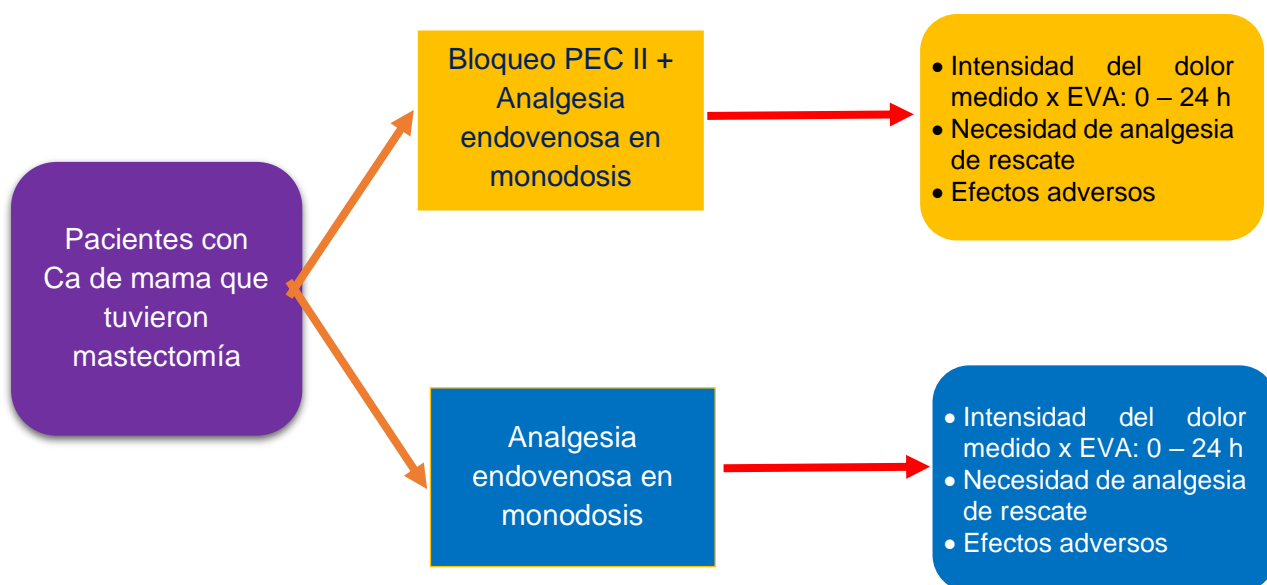 Pacientes con
Ca de mama que
tuvieron
mastectomía
Bloqueo PEC II +
Analgesia
endovenosa en
monodosis
• Intensidad del dolor
medido x EVA: 0 – 24 h
• Necesidad de analgesia
de rescate
• Efectos adversos
Analgesia
endovenosa en
monodosis
• Intensidad del dolor
medido x EVA: 0 – 24 h
• Necesidad de analgesia
de rescate
• Efectos adversos